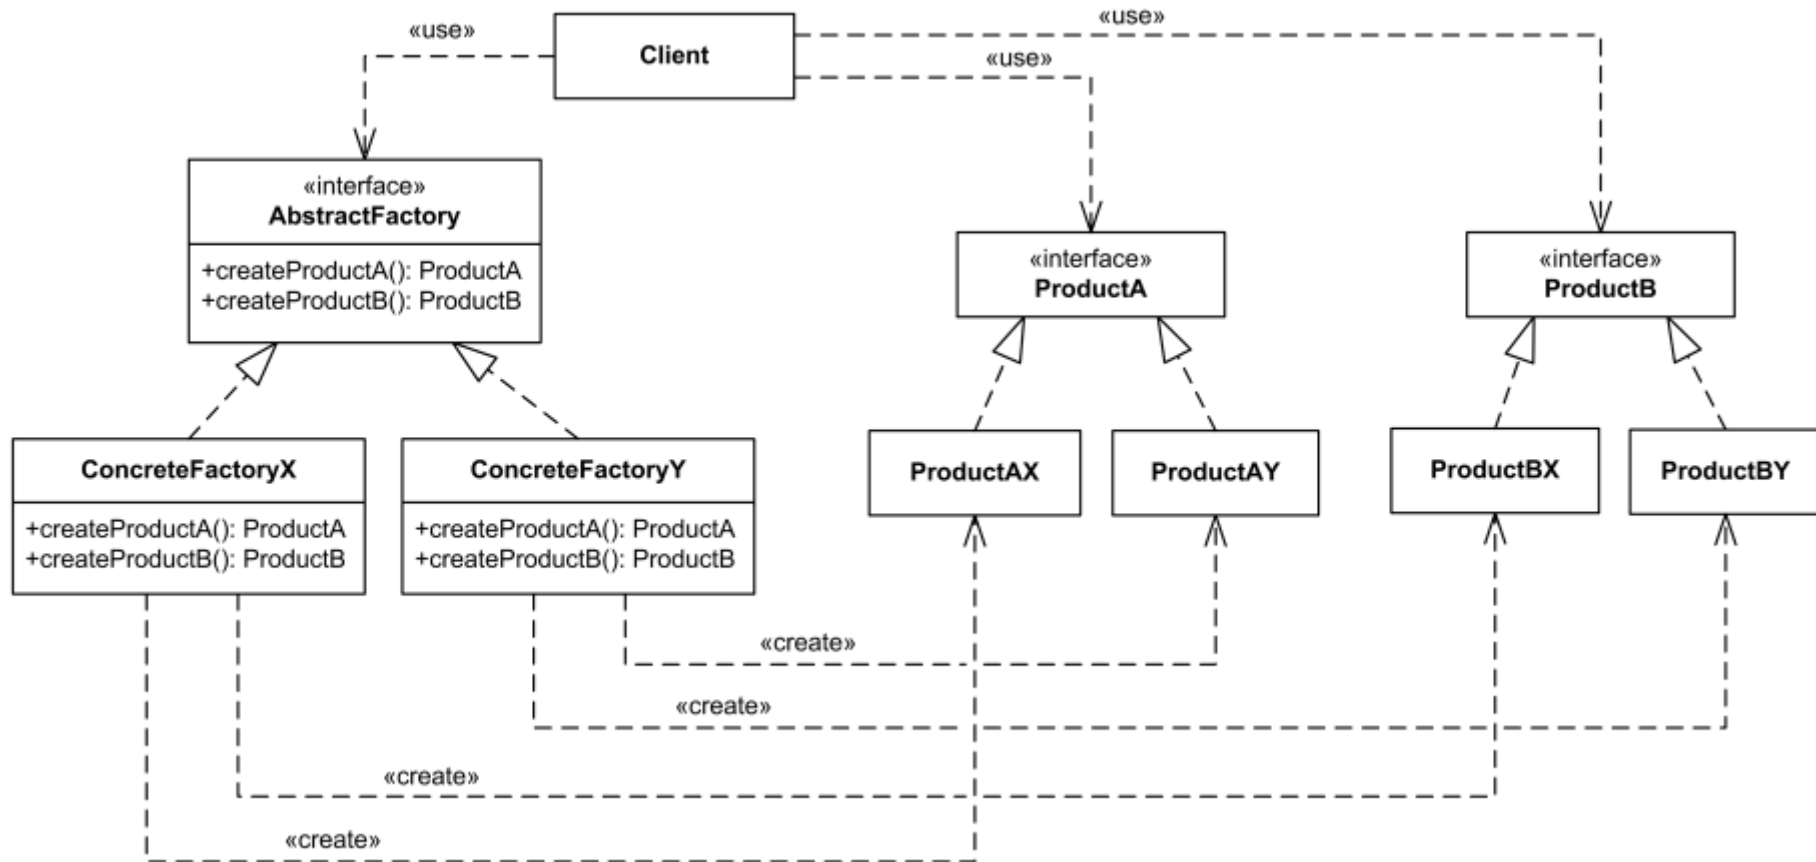 «use»
Client
«use»
«use»
«interface»
AbstractFactory
+createProductA(): ProductA
+createProductB(): ProductB
«interface»
ProductA
«interface»
ProductB
ConcreteFactoryX
+createProductA(): ProductA
+createProductB(): ProductB
ConcreteFactoryY
+createProductA(): ProductA
+createProductB(): ProductB
ProductAX
ProductAY
ProductBX
ProductBY
«create»
«create»
«create»
«create»